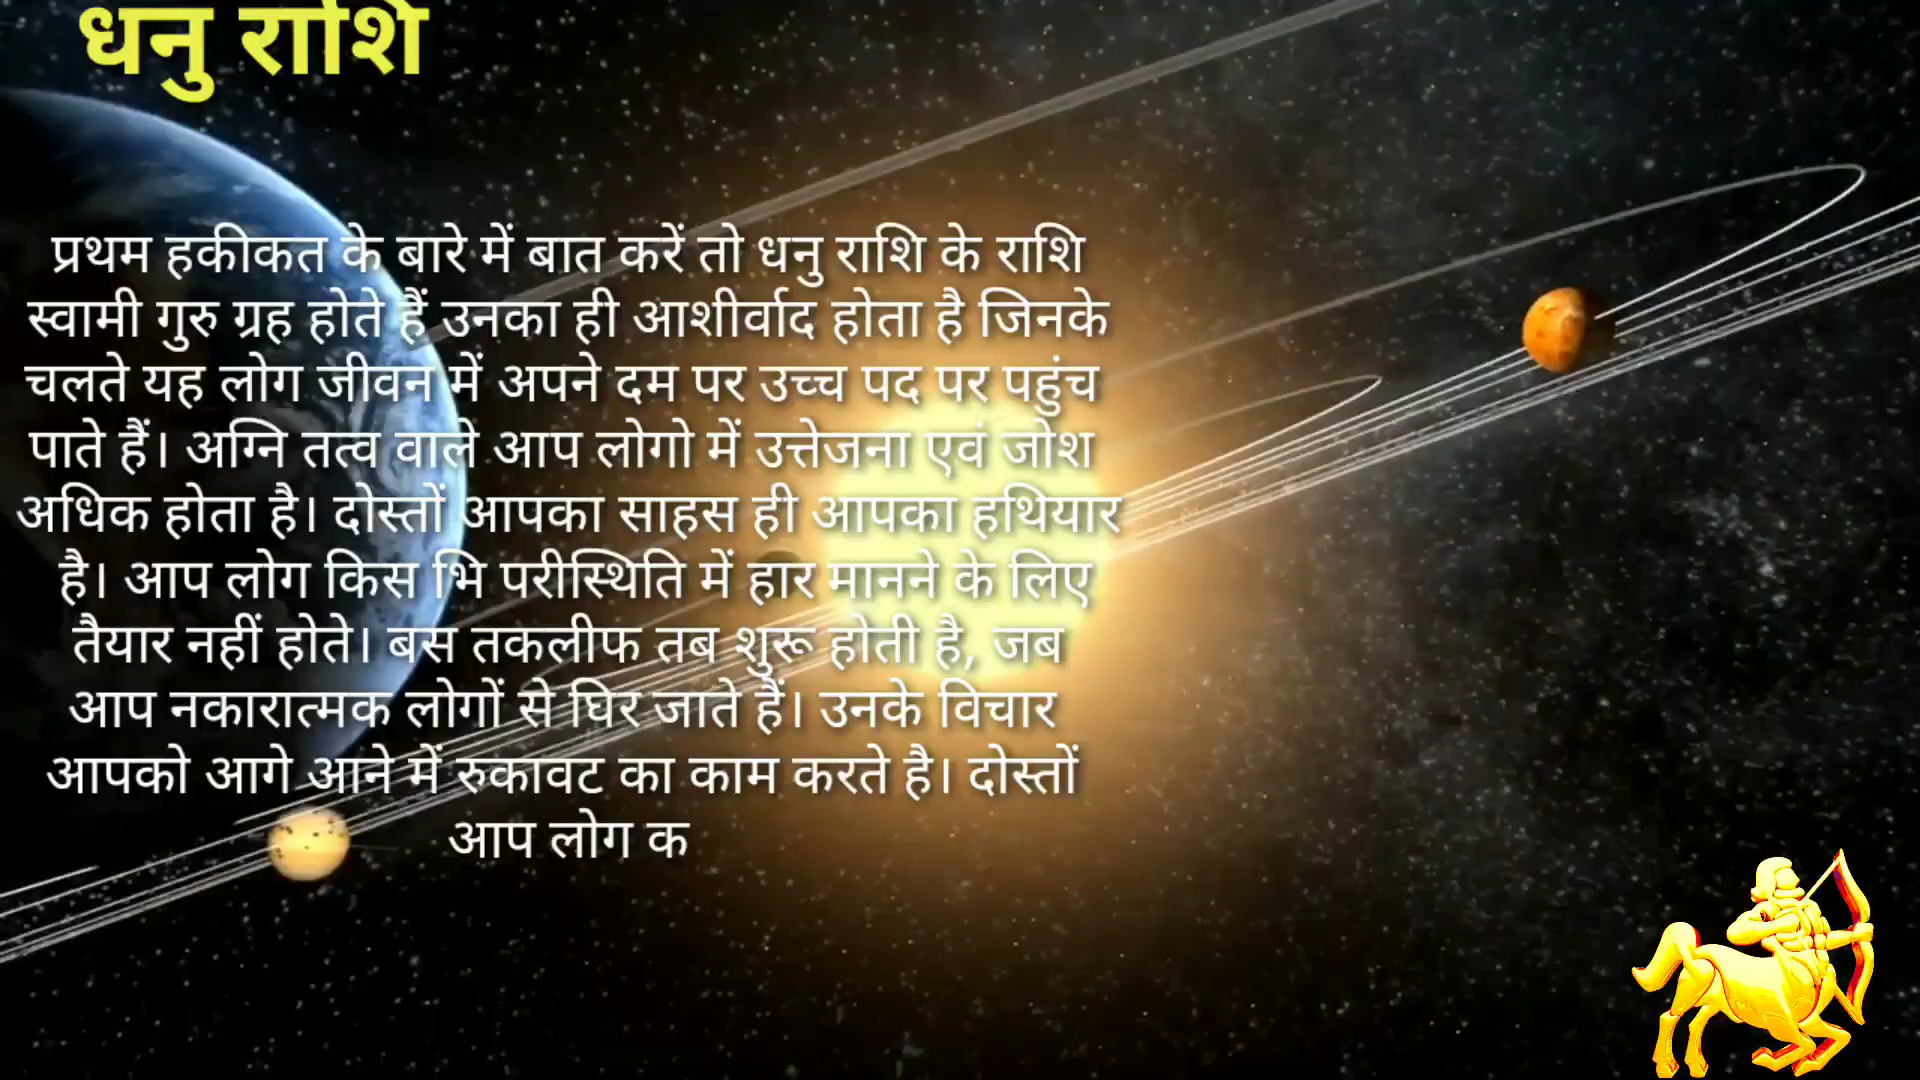 धनु राशि
प्रथम हकीकत के बारे में बात करें तो धनु राशि के राशि
स्वामी गुरु ग्रह होते हैं उनका ही आशीर्वाद होता है जिनके
चलते यह लोग जीवन में अपने दम पर उच्च पद पर पहुंच
पाते हैं। अग्नि तत्व वाले आप लोगो में उत्तेजना एवं जोश
अधिक होता है। दोस्तों आपका साहस ही आपका हथियार
है। आप लोग किस भि परीस्थिति में हार मानने के लिए
तैयार नहीं होते। बस तकलीफ तब शुरू होती है, जब
आप नकारात्मक लोगों से घिर जाते हैं। उनके विचार
आपको आगे आने में रुकावट का काम करते है। दोस्तों
आप लोग क